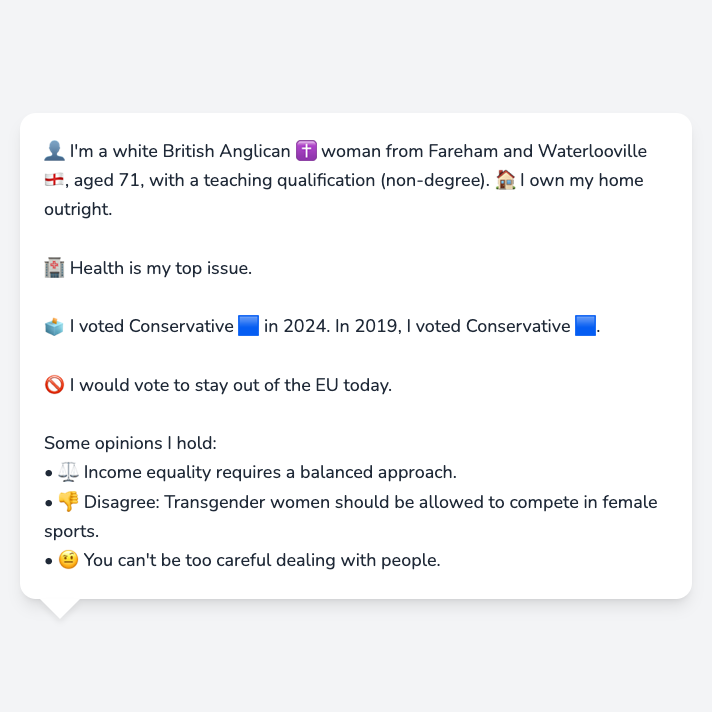 👤 I'm a white British Anglican ✝️ woman from Fareham and Waterlooville
🏴󠁧󠁢󠁥󠁮󠁧󠁿, aged 71, with a teaching qualification (non-degree). 🏠 I own my home
outright.
🏥 Health is my top issue.
🗳️ I voted Conservative 🟦 in 2024. In 2019, I voted Conservative 🟦.
🚫 I would vote to stay out of the EU today.
Some opinions I hold:
• ⚖️ Income equality requires a balanced approach.
• 👎 Disagree: Transgender women should be allowed to compete in female
sports.
• 🤨 You can't be too careful dealing with people.